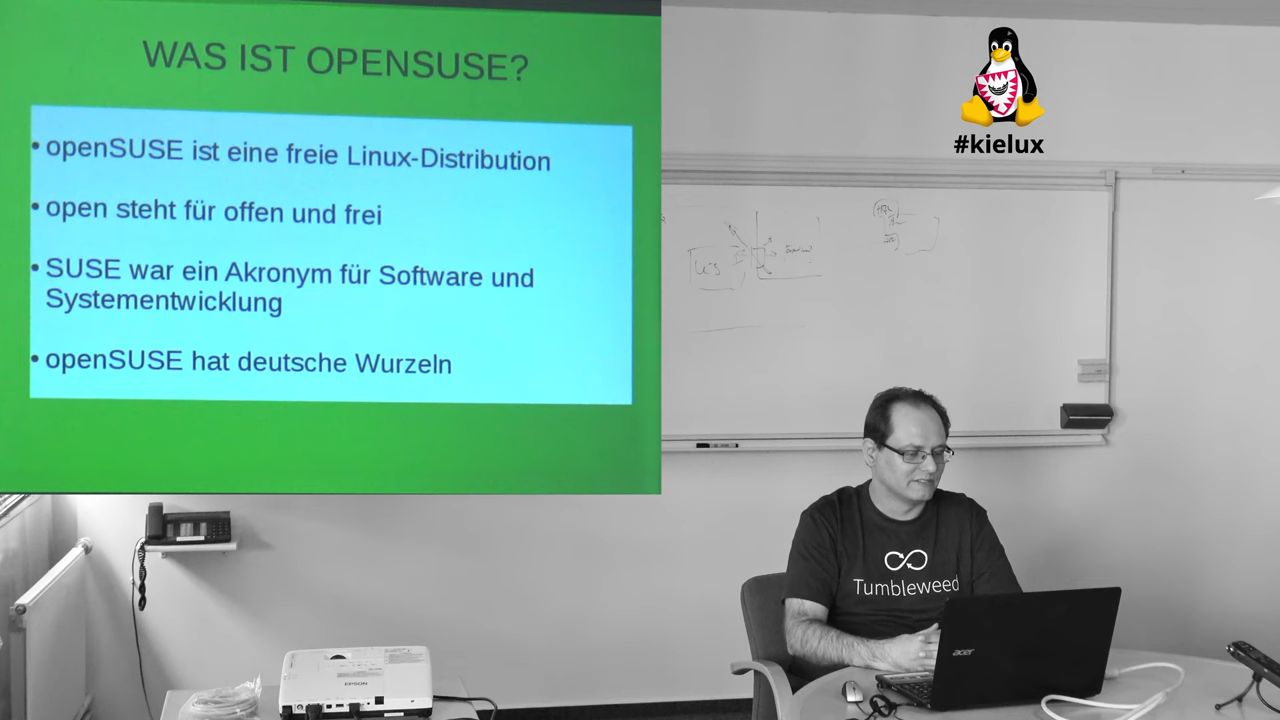 WAS IST OPENSUSE?
• openSUSE ist eine freie Linux-Distribution
• open steht für offen und frei
• SUSE war ein Akronym für Software und
Systementwicklung
• openSUSE hat deutsche Wurzeln
#kielux
Tumbleweed
acer
EPSON